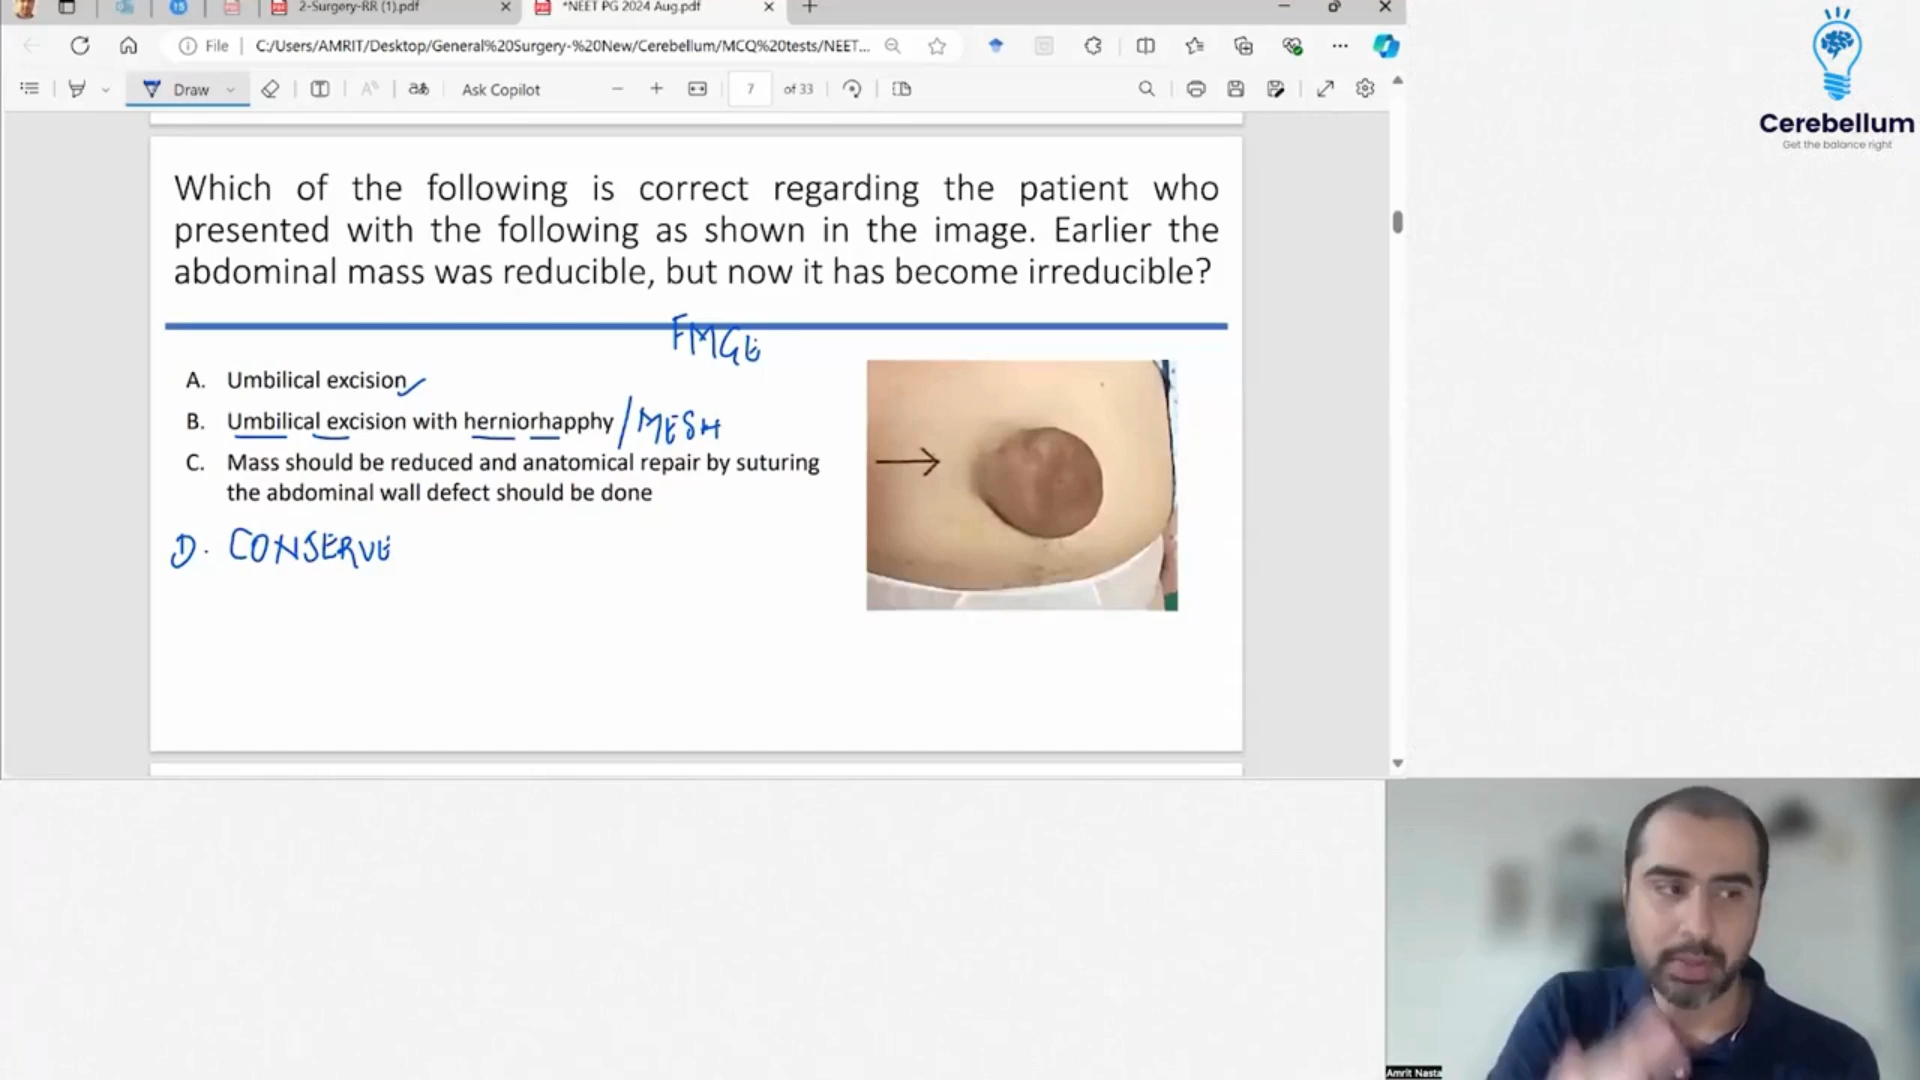 2-Surgery-RR (1).pdf
*NEET PG 2024 Aug.pdf
File
C:/Users/AMRIT/Desktop/General%20Surgery-%20New/Cerebellum/MCQ%20tests/NEET...
Draw
Ask Copilot
7
of 33
Cerebellum
Get the balance right
Which of the following is correct regarding the patient who
presented with the following as shown in the image. Earlier the
abdominal mass was reducible, but now it has become irreducible?
FMGE
A. Umbilical excision
B. Umbilical excision with herniorhapphy / MESH
C. Mass should be reduced and anatomical repair by suturing
the abdominal wall defect should be done
D. CONSERVE
Amrit Nasta